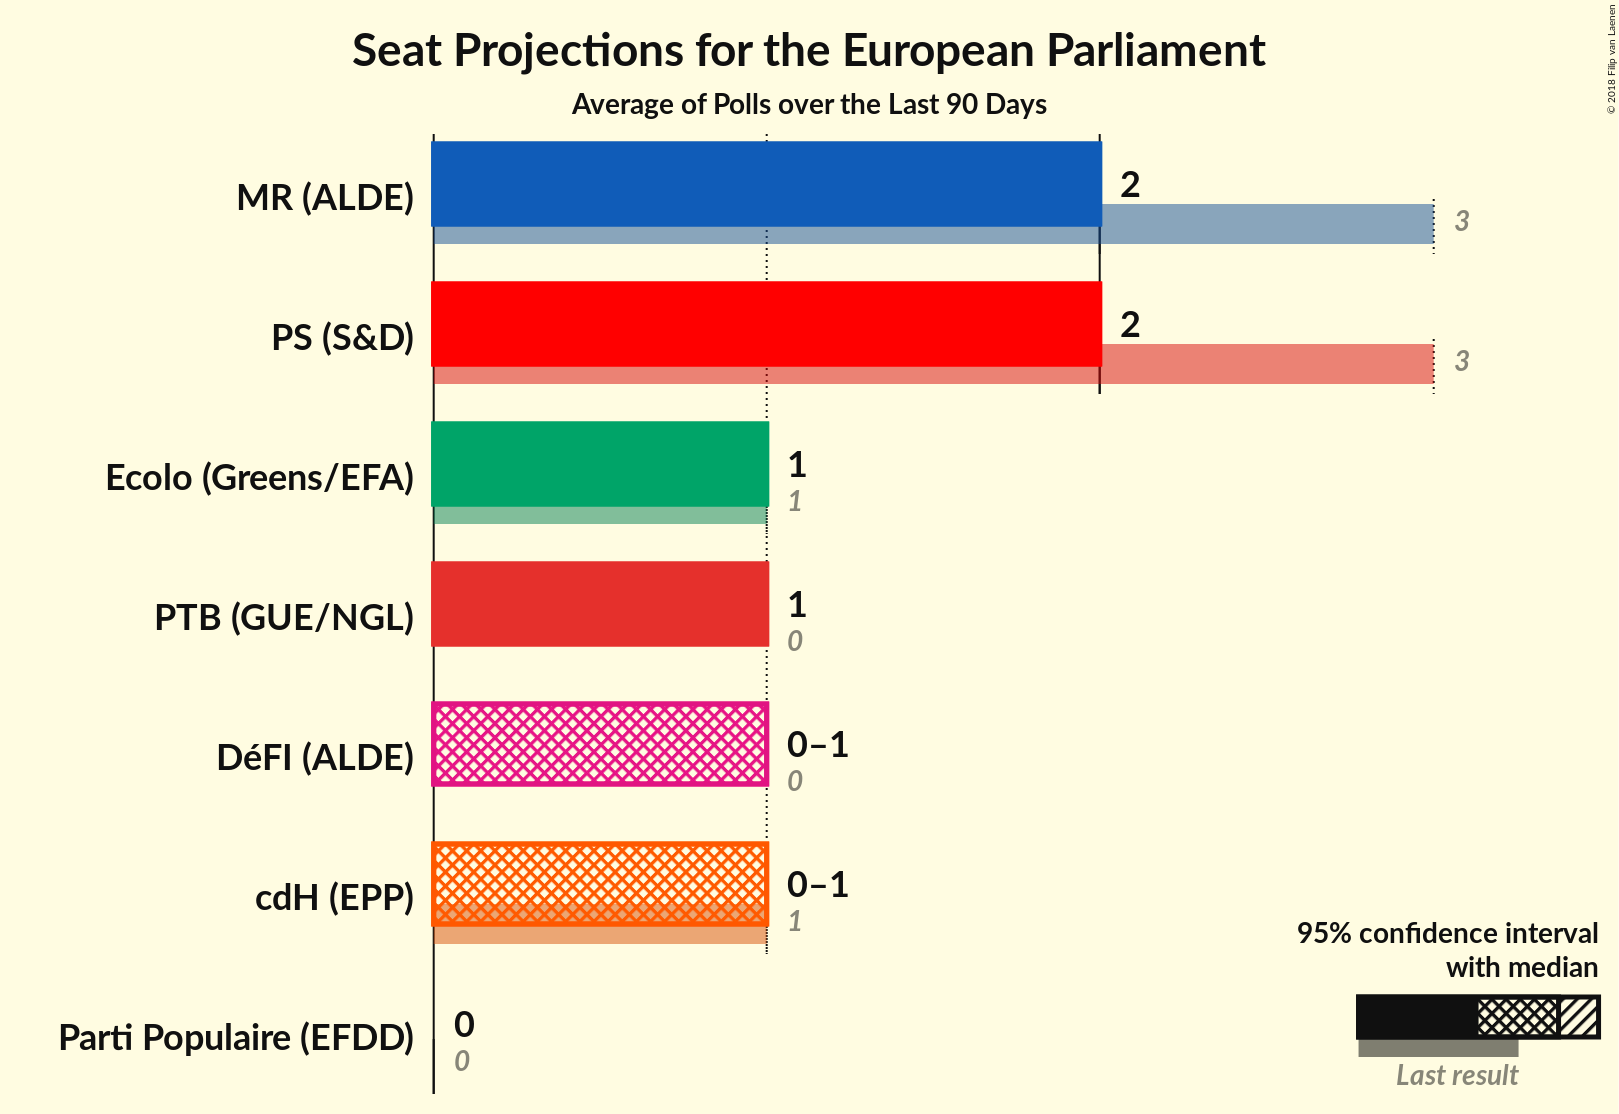 Seat Projections for the European Parliament
Average of Polls over the Last 90 Days
© 2018 Filip van Laenen
MR (ALDE)
2
3
PS (S&D)
2
3
Ecolo (Greens/EFA)
1
1
PTB (GUE/NGL)
1
0
DéFI (ALDE)
0–1
0
cdH (EPP)
0–1
1
Parti Populaire (EFDD)
0
0
95% confidence interval
with median
Last result